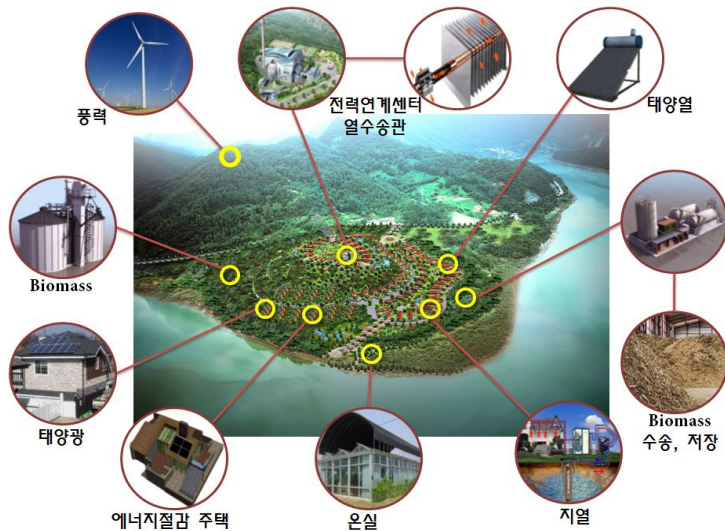 풍력
전력연계센터
열수송관
태양열
Biomass
태양광
Biomass
수송, 저장
에너지절감 주택
온실
지열